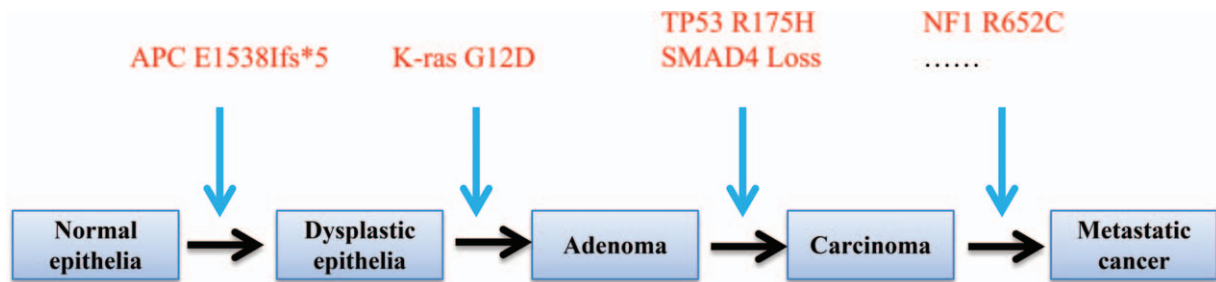 APC E1538Ifs*5
K-ras G12D
TP53 R175H
SMAD4 Loss
NF1 R652C
……
Normal
epithelia
Dysplastic
epithelia
Adenoma
Carcinoma
Metastatic
cancer